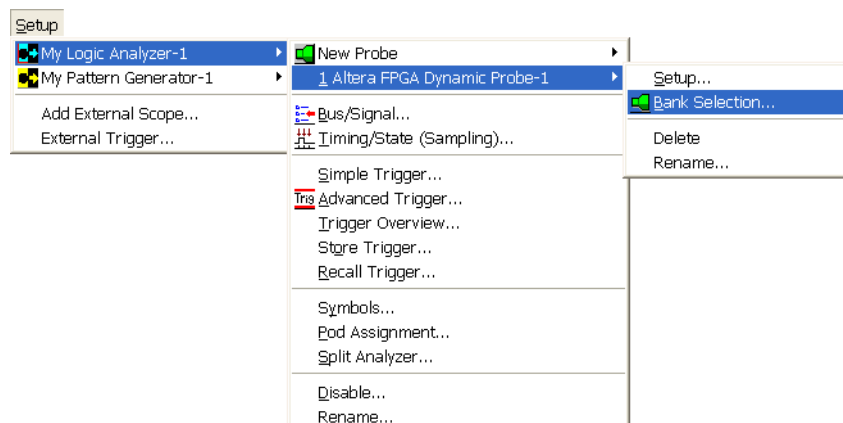 Setup
My Logic Analyzer-1
My Pattern Generator-1
Add External Scope...
External Trigger...
New Probe
1 Altera FPGA Dynamic Probe-1
Bus/Signal...
Timing/State (Sampling)...
Simple Trigger...
Trig Advanced Trigger...
Trigger Overview...
Store Trigger...
Recall Trigger...
Symbols...
Pod Assignment...
Split Analyzer...
Disable...
Rename...
Setup...
Bank Selection...
Delete
Rename...